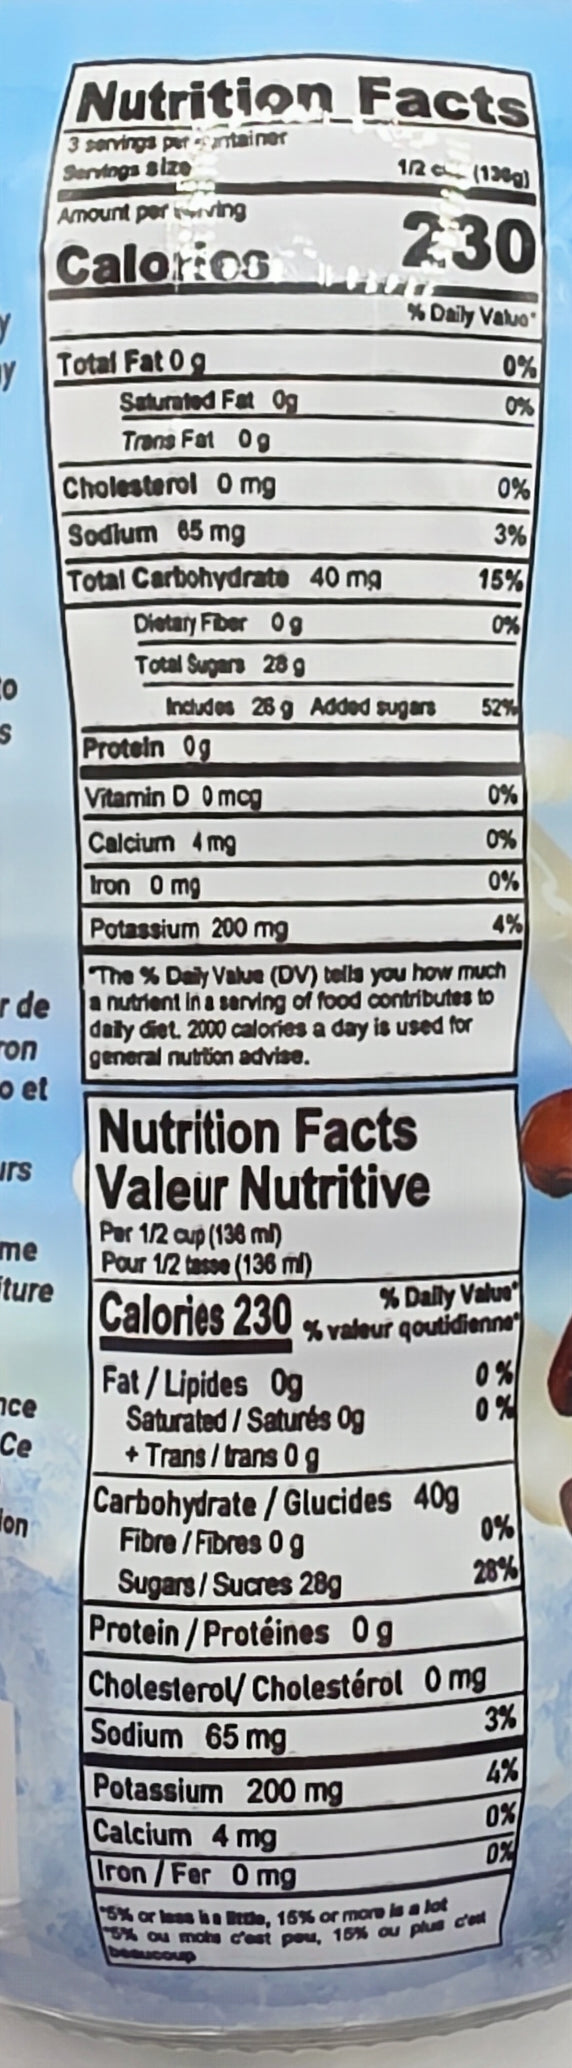 Nutrition Facts
3 servings per container
Servings size 1/2 (136g)
Amount per serving
Calories 230
% Daily Value*
Total Fat 0 g 0%
Saturated Fat 0g 0%
Trans Fat 0 g
Cholesterol 0 mg 0%
Sodium 65 mg 3%
Total Carbohydrate 40 mg 15%
Dietary Fiber 0 g 0%
Total Sugars 28 g
Includes 26 g Added sugars 52%
Protein 0g
Vitamin D 0 mcg 0%
Calcium 4 mg 0%
Iron 0 mg 0%
Potassium 200 mg 4%
*The % Daily Value (DV) tells you how much
a nutrient in a serving of food contributes to
daily diet. 2000 calories a day is used for
general nutrition advise.
Nutrition Facts
Valeur Nutritive
Per 1/2 cup (136 ml)
Pour 1/2 tasse (136 ml)
Calories 230 % Daily Value*
% valeur qoutidienne*
Fat / Lipides 0g 0 %
Saturated / Saturés 0g 0 %
+ Trans / trans 0 g
Carbohydrate / Glucides 40g
Fibre / Fibres 0 g 0%
Sugars / Sucres 28g 28%
Protein / Protéines 0 g
Cholesterol/ Cholestérol 0 mg
Sodium 65 mg 3%
Potassium 200 mg 4%
Calcium 4 mg 0%
Iron / Fer 0 mg 0%
*5% or less is a little, 15% or more is a lot
*5% ou moins c'est peu, 15% ou plus c'est
beaucoup